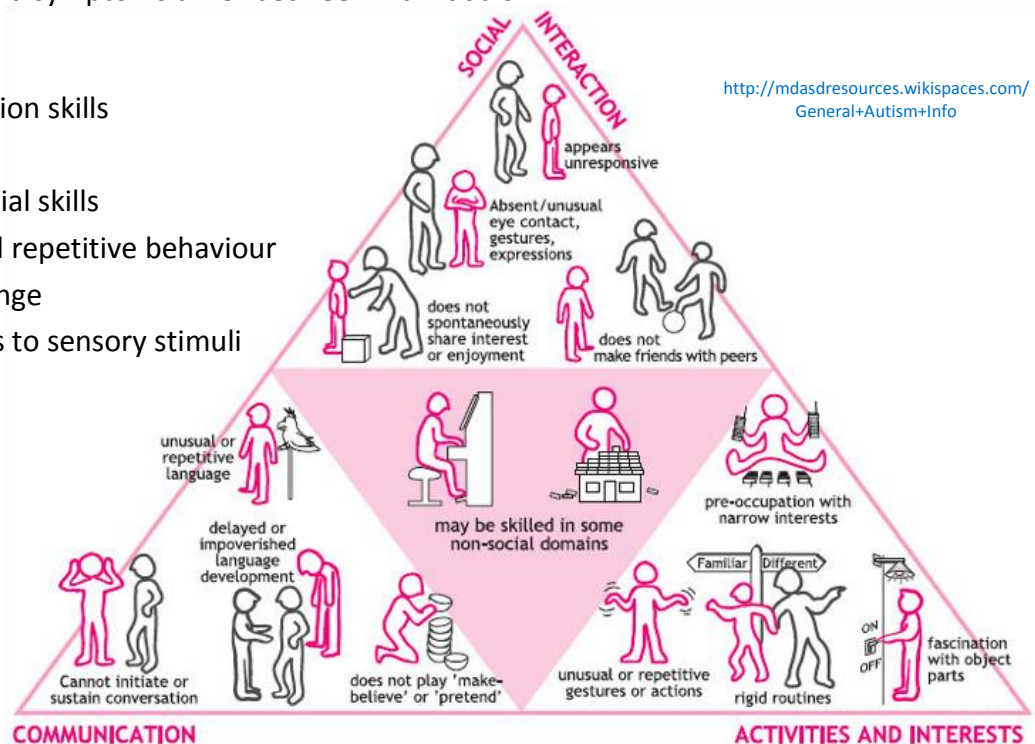 tion skills
ial skills
repetitive behaviour
nge
s to sensory stimuli
http://mdasdresources.wikispaces.com/
General+Autism+Info
SOCIAL INTERACTION
appears
unresponsive
Absent/unusual
eye contact,
gestures,
expressions
does not
spontaneously
share interest
or enjoyment
does not
make friends with peers
unusual or
repetitive
language
delayed or
impoverished
language
development
Cannot initiate or
sustain conversation
does not play 'make-
believe' or 'pretend'
may be skilled in some
non-social domains
pre-occupation with
narrow interests
Familiar Different
unusual or repetitive
gestures or actions
rigid routines
ON
OFF
fascination
with object
parts
COMMUNICATION
ACTIVITIES AND INTERESTS